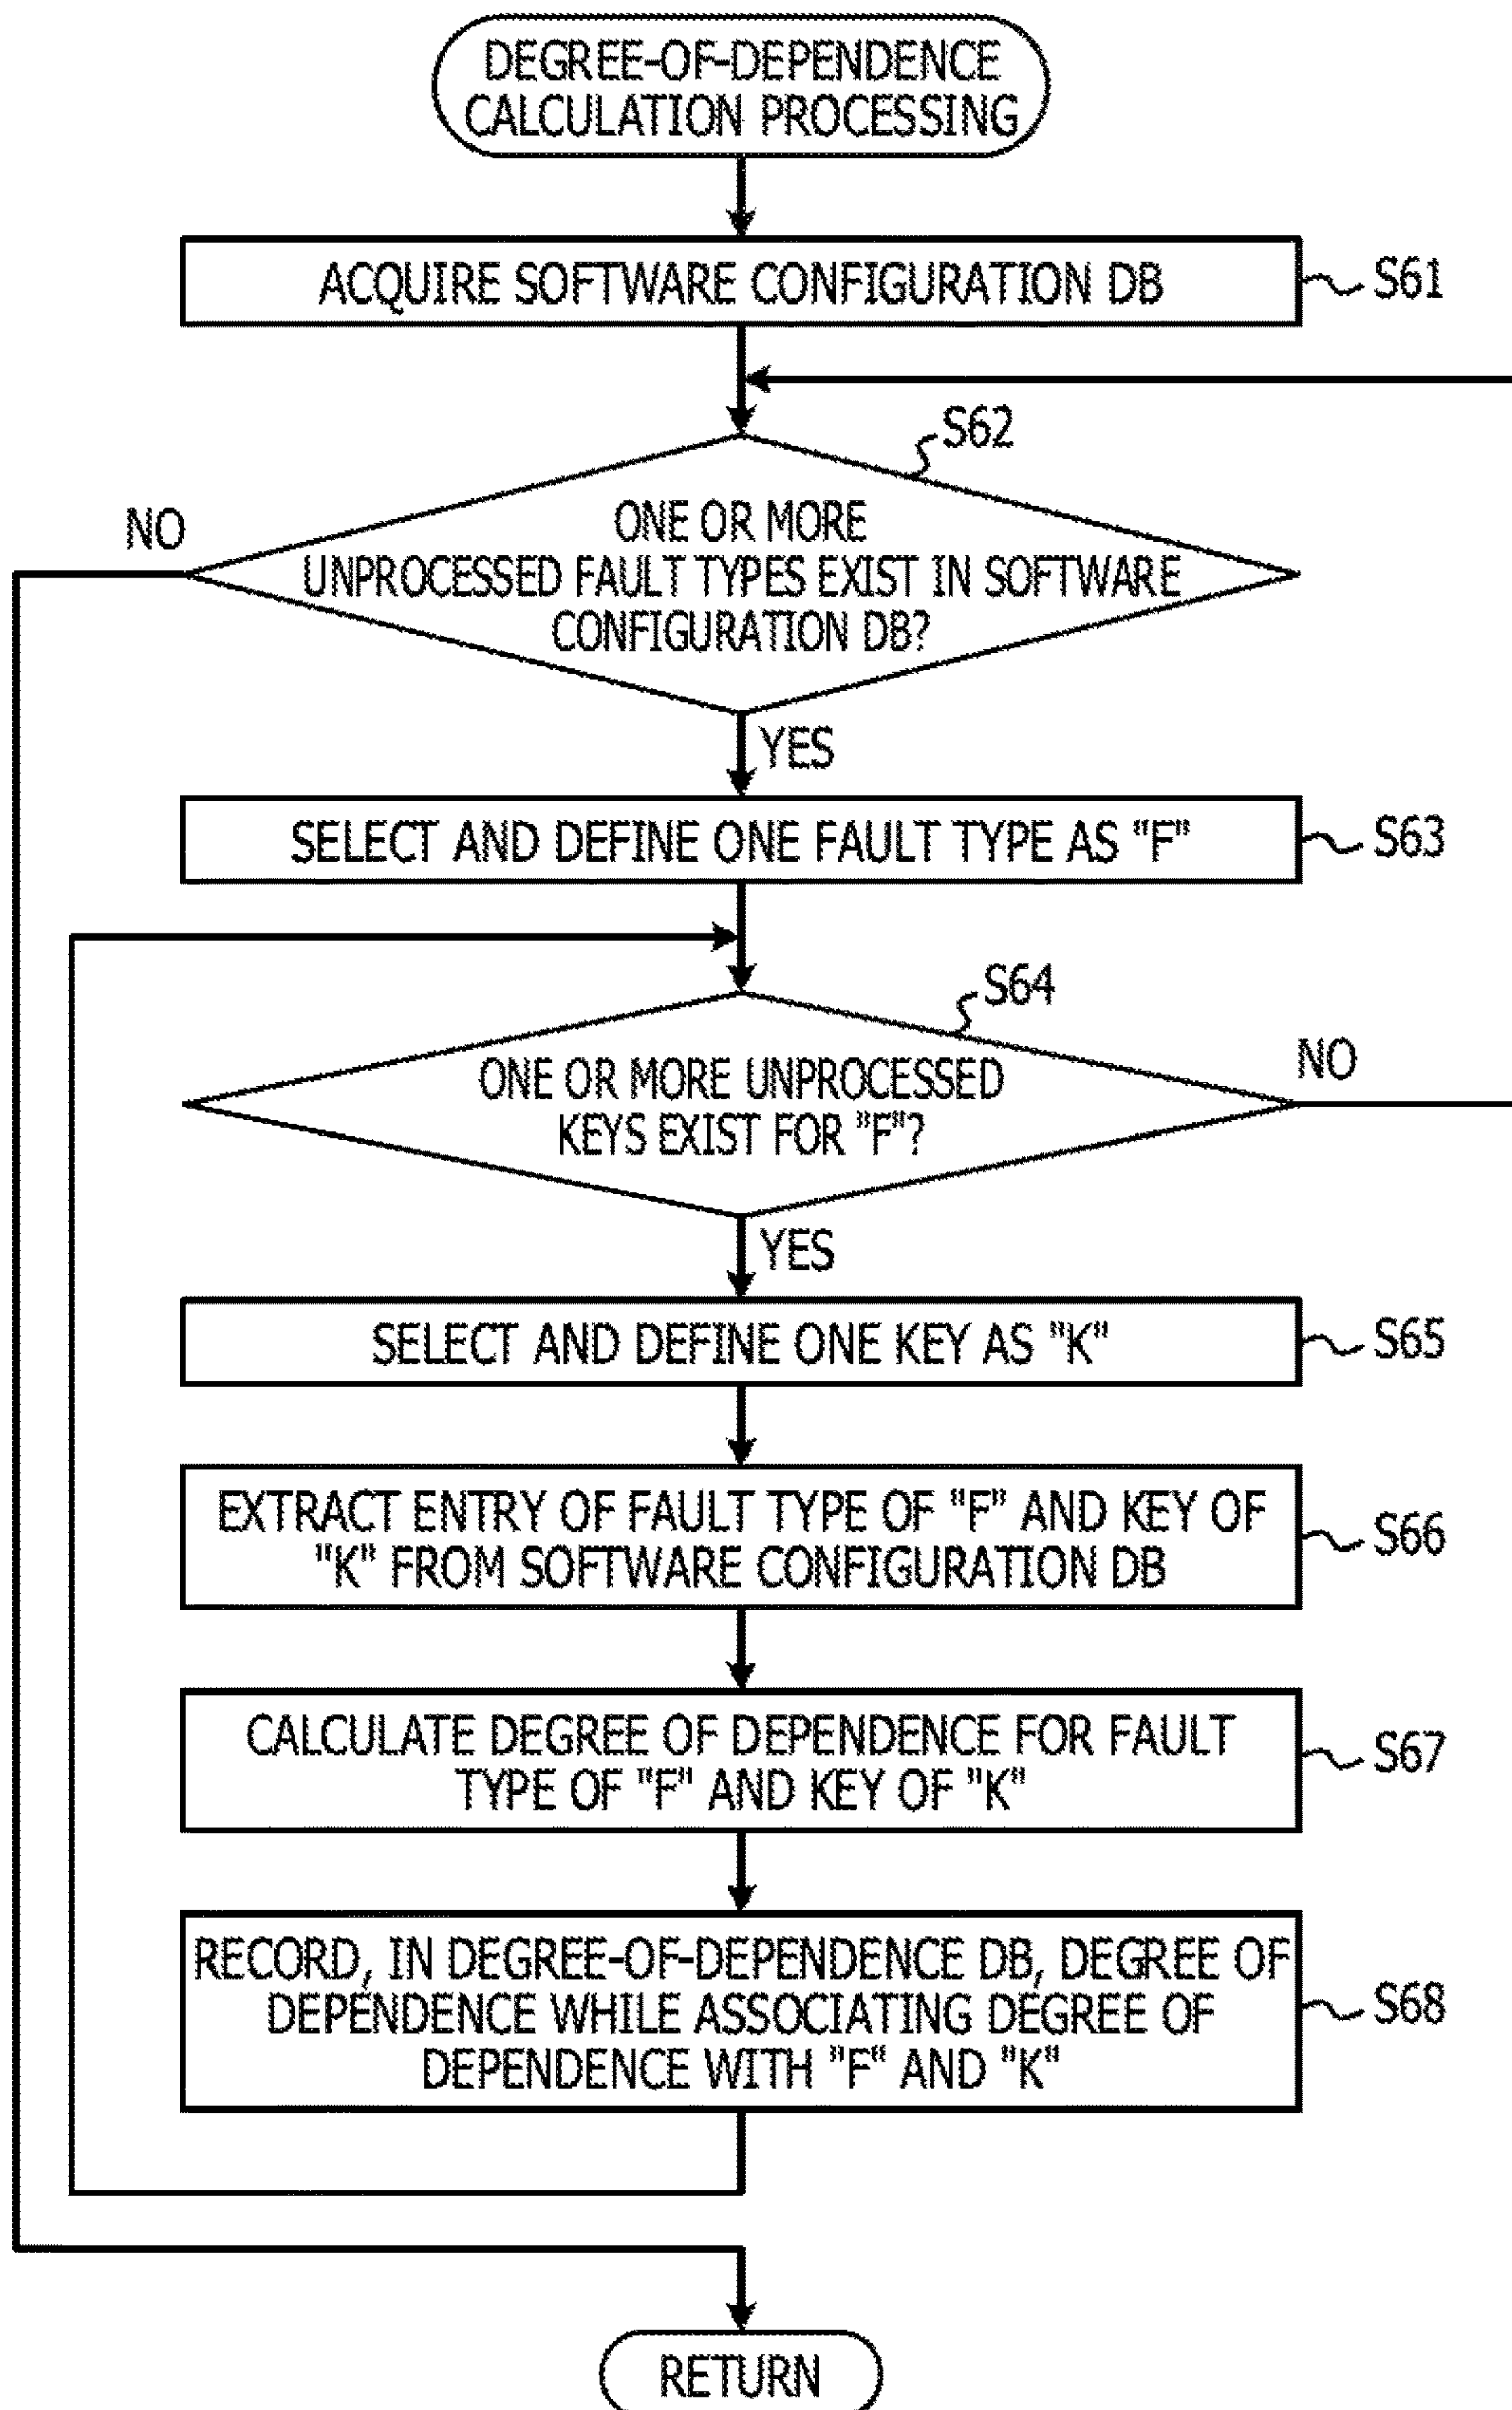 DEGREE-OF-DEPENDENCE
CALCULATION PROCESSING
ACQUIRE SOFTWARE CONFIGURATION DB
S61
S62
NO
ONE OR MORE
UNPROCESSED FAULT TYPES EXIST IN SOFTWARE
CONFIGURATION DB?
YES
SELECT AND DEFINE ONE FAULT TYPE AS "F"
S63
S64
ONE OR MORE UNPROCESSED
KEYS EXIST FOR "F"?
NO
YES
SELECT AND DEFINE ONE KEY AS "K"
S65
EXTRACT ENTRY OF FAULT TYPE OF "F" AND KEY OF
"K" FROM SOFTWARE CONFIGURATION DB
S66
CALCULATE DEGREE OF DEPENDENCE FOR FAULT
TYPE OF "F" AND KEY OF "K"
S67
RECORD, IN DEGREE-OF-DEPENDENCE DB, DEGREE OF
DEPENDENCE WHILE ASSOCIATING DEGREE OF
DEPENDENCE WITH "F" AND "K"
S68
RETURN